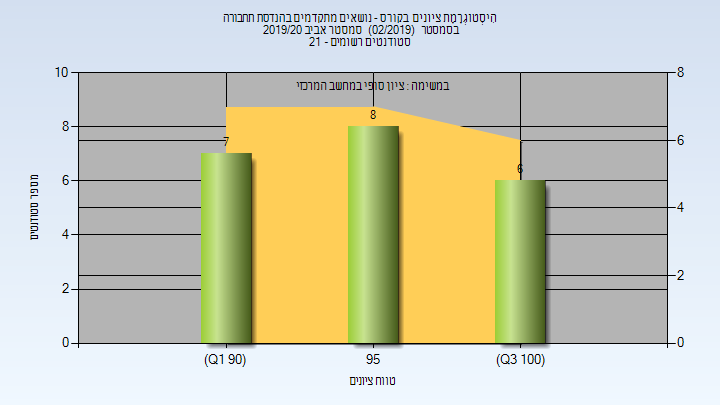 הִיסְטוֹגְרַמַּת ציונים בקורס - נושאים מתקדמים בהנדסת תחבורה
בסמסטר (02/2019) סמסטר אביב 2019/20
סטודנטים רשומים - 21
במשימה : ציון סופי במחשב המרכזי
10
8
6
4
2
0
8
6
4
2
0
7
8
6
מספר סטודנטים
(Q1 90)
95
(Q3 100)
טווח ציונים